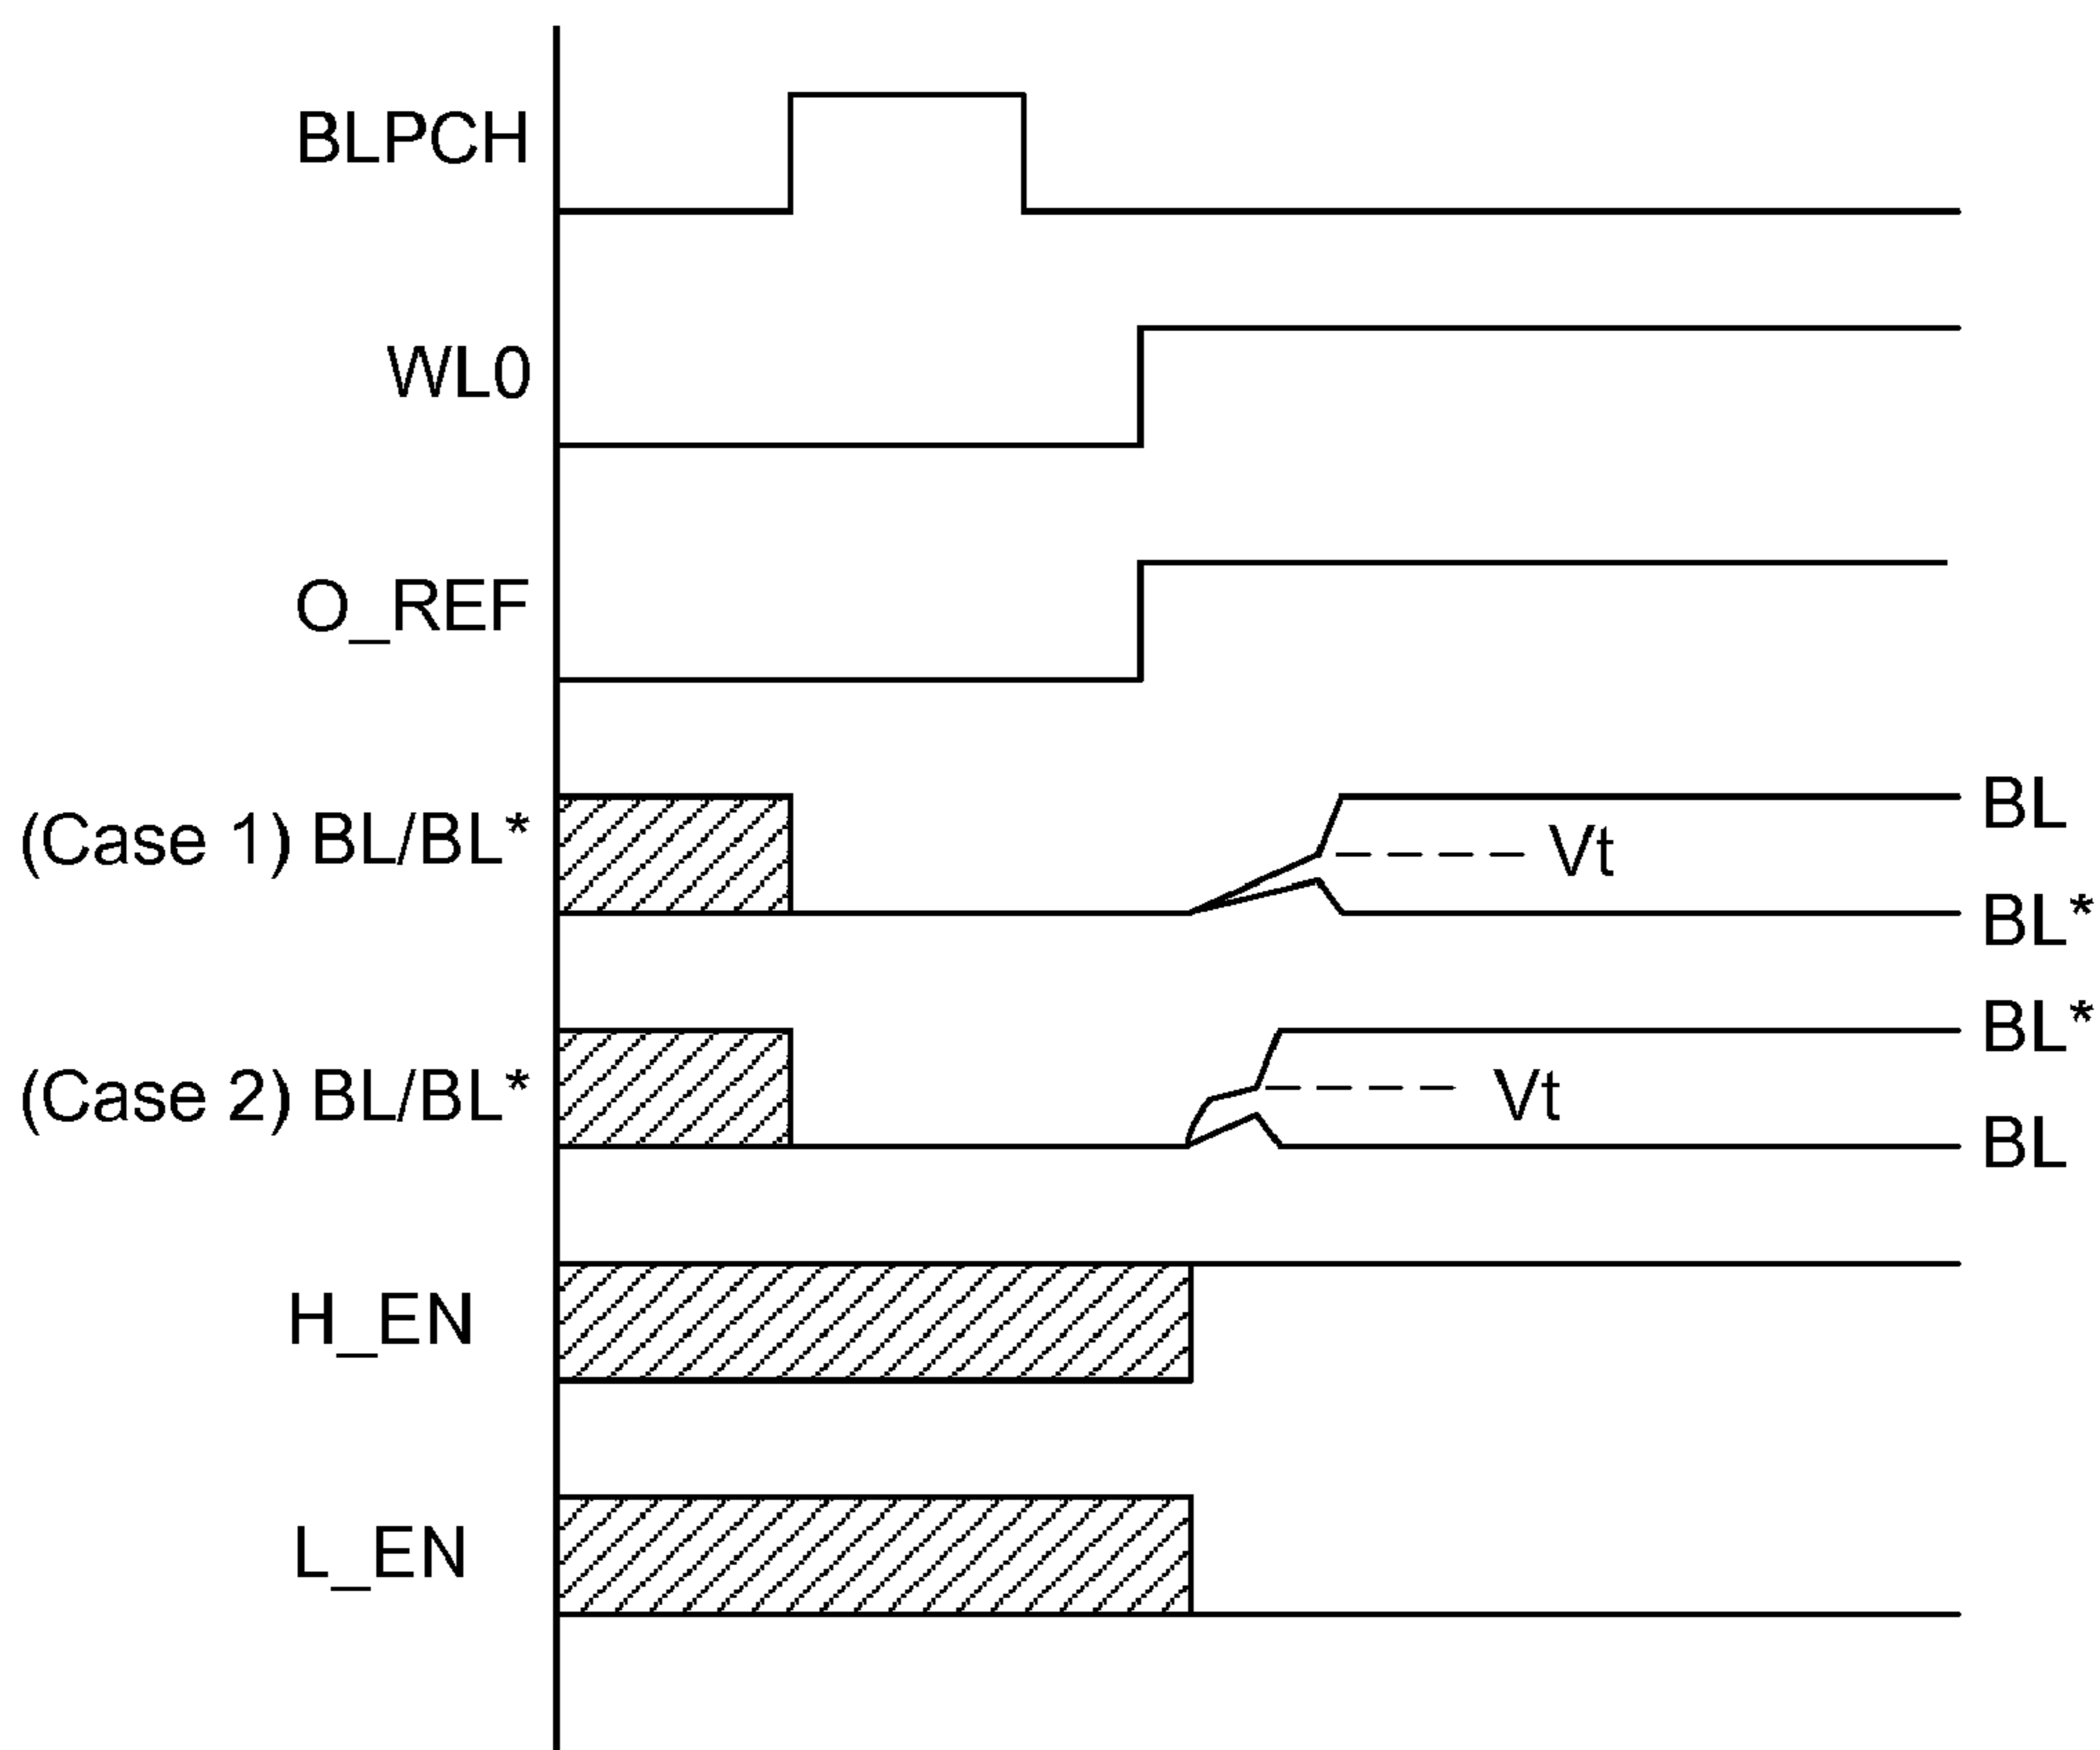 BLPCH
WL0
O_REF
(Case 1) BL/BL*
BL
Vt
BL*
(Case 2) BL/BL*
BL*
Vt
BL
H_EN
L_EN